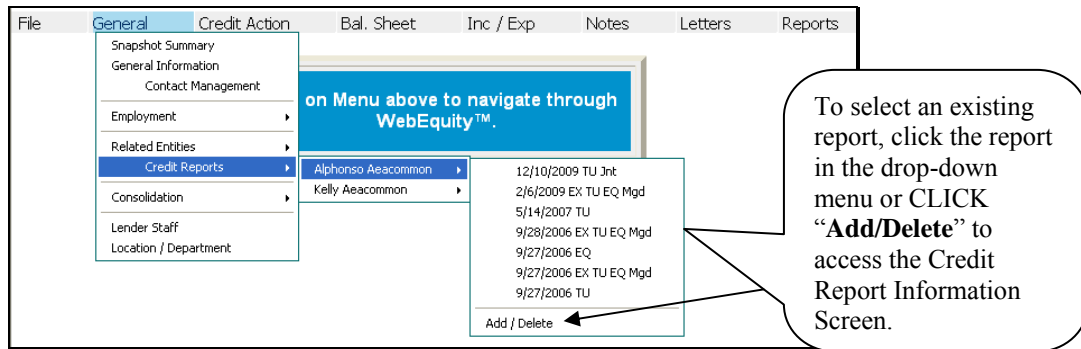 File General Credit Action Bal. Sheet Inc / Exp Notes Letters Reports
Snapshot Summary
General Information
Contact Management
Employment
Related Entities
Credit Reports
Consolidation
Lender Staff
Location / Department
on Menu above to navigate through
WebEquity™.
Alphonso Aeacommon
Kelly Aeacommon
12/10/2009 TU Jnt
2/6/2009 EX TU EQ Mgd
5/14/2007 TU
9/28/2006 EX TU EQ Mgd
9/27/2006 EQ
9/27/2006 EX TU EQ Mgd
9/27/2006 TU
Add / Delete
To select an existing
report, click the report
in the drop-down
menu or CLICK
“Add/Delete” to
access the Credit
Report Information
Screen.